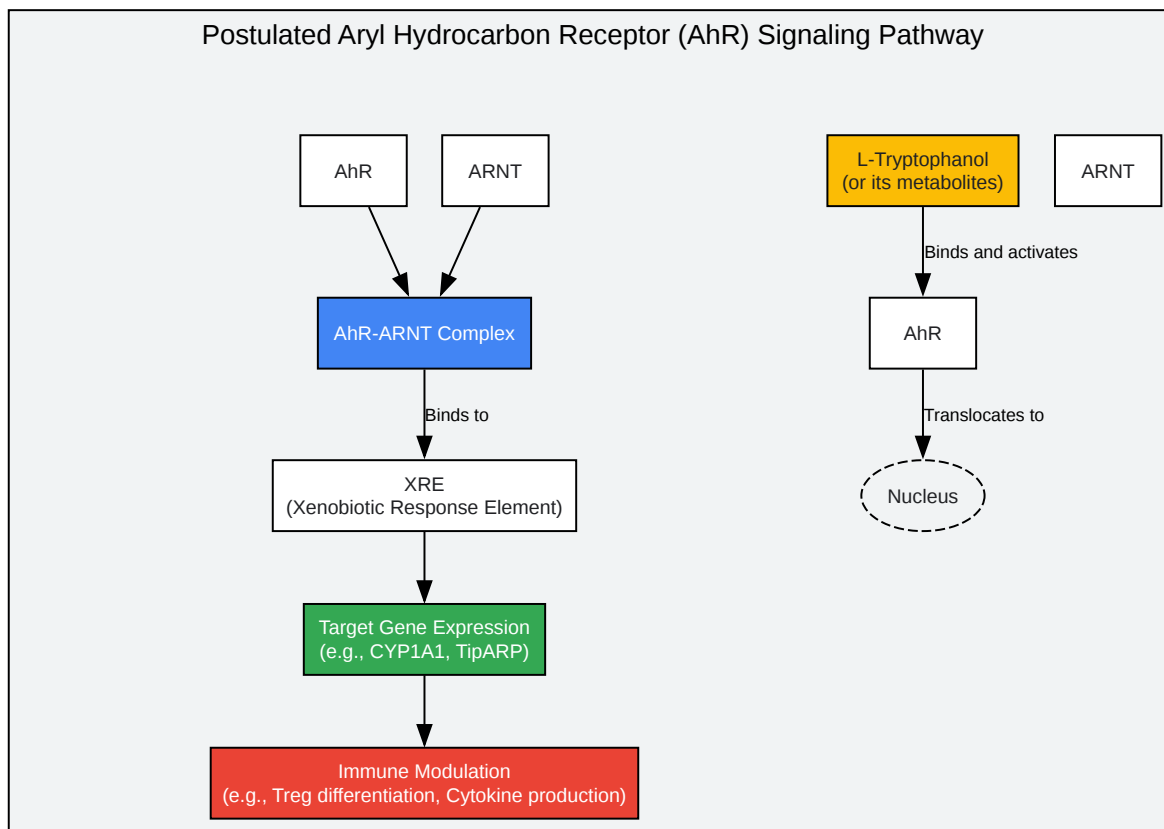 Postulated Aryl Hydrocarbon Receptor (AhR) Signaling Pathway
AhR
ARNT
L-Tryptophanol
(or its metabolites)
ARNT
Binds and activates
AhR-ARNT Complex
AhR
Binds to
Translocates to
XRE
(Xenobiotic Response Element)
Nucleus
Target Gene Expression
(e.g., CYP1A1, TipARP)
Immune Modulation
(e.g., Treg differentiation, Cytokine production)